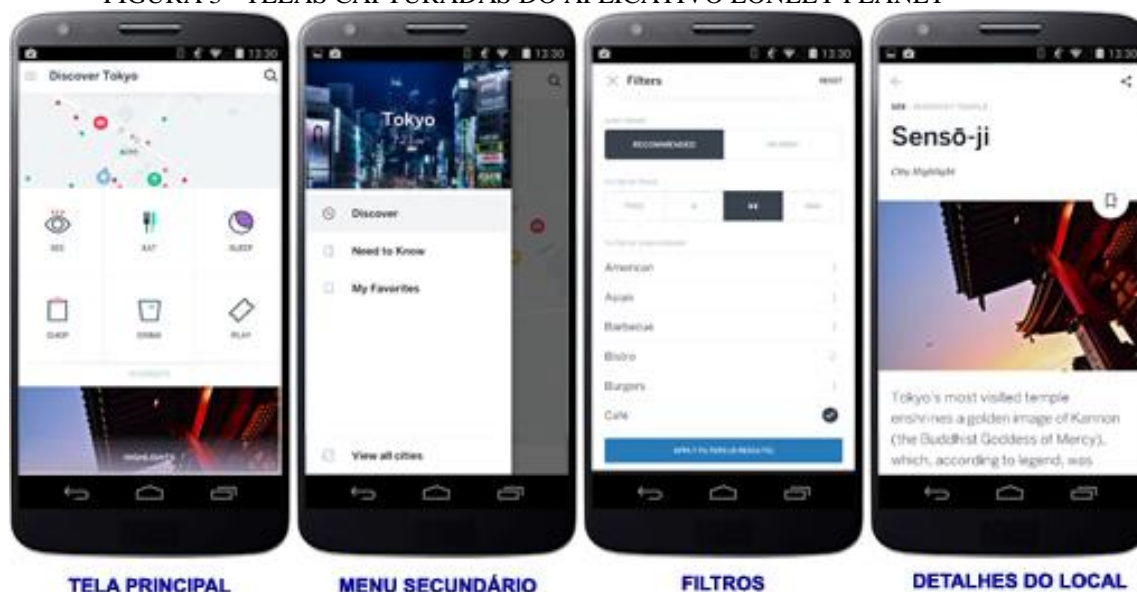 TELAS CAPTURADAS DO APLICATIVO LONELY PLANET
13:30
Discover Tokyo
SEE
EAT
SLEEP
SHOP
DRINK
PLAY
HIGHLIGHTS
TELA PRINCIPAL
13:30
Tokyo
Discover
Need to Know
My Favorites
View all cities
MENU SECUNDÁRIO
13:30
Filters
RESET
RECOMMENDED
American
Asian
Barbecue
Bistro
Burgers
Café
FILTROS
13:30
Sensō-ji
City Highlight
Tokyo's most visited temple
enshrines a golden image of Kannon
(the Buddhist Goddess of Mercy),
which, according to legend, was
DETALHES DO LOCAL